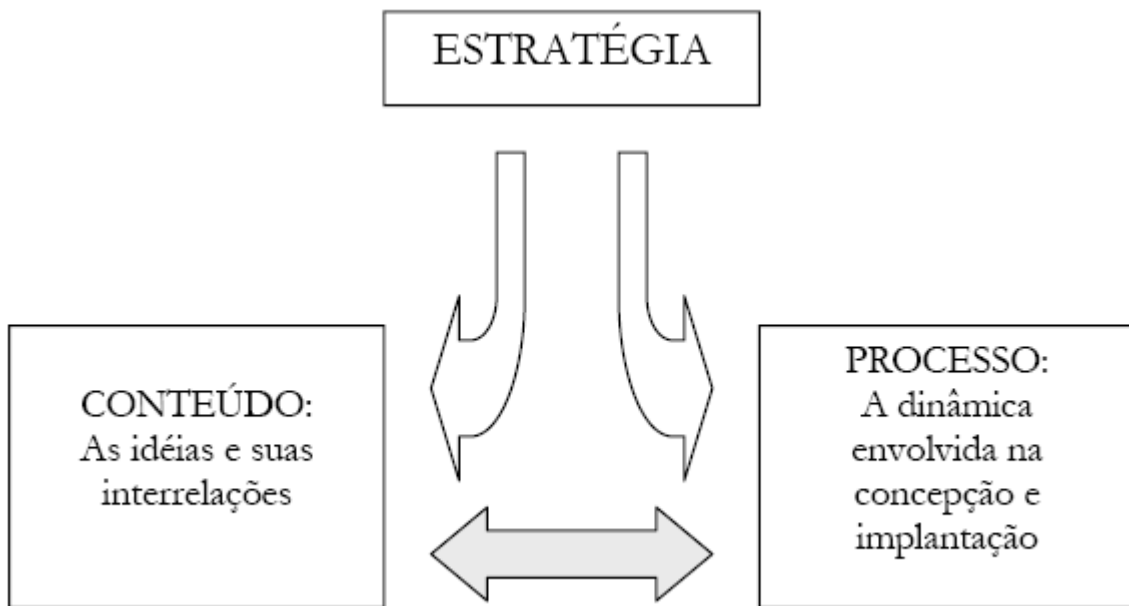 ESTRATÉGIA
CONTEÚDO:
As idéias e suas
interrelações
PROCESSO:
A dinâmica
envolvida na
concepção e
implantação